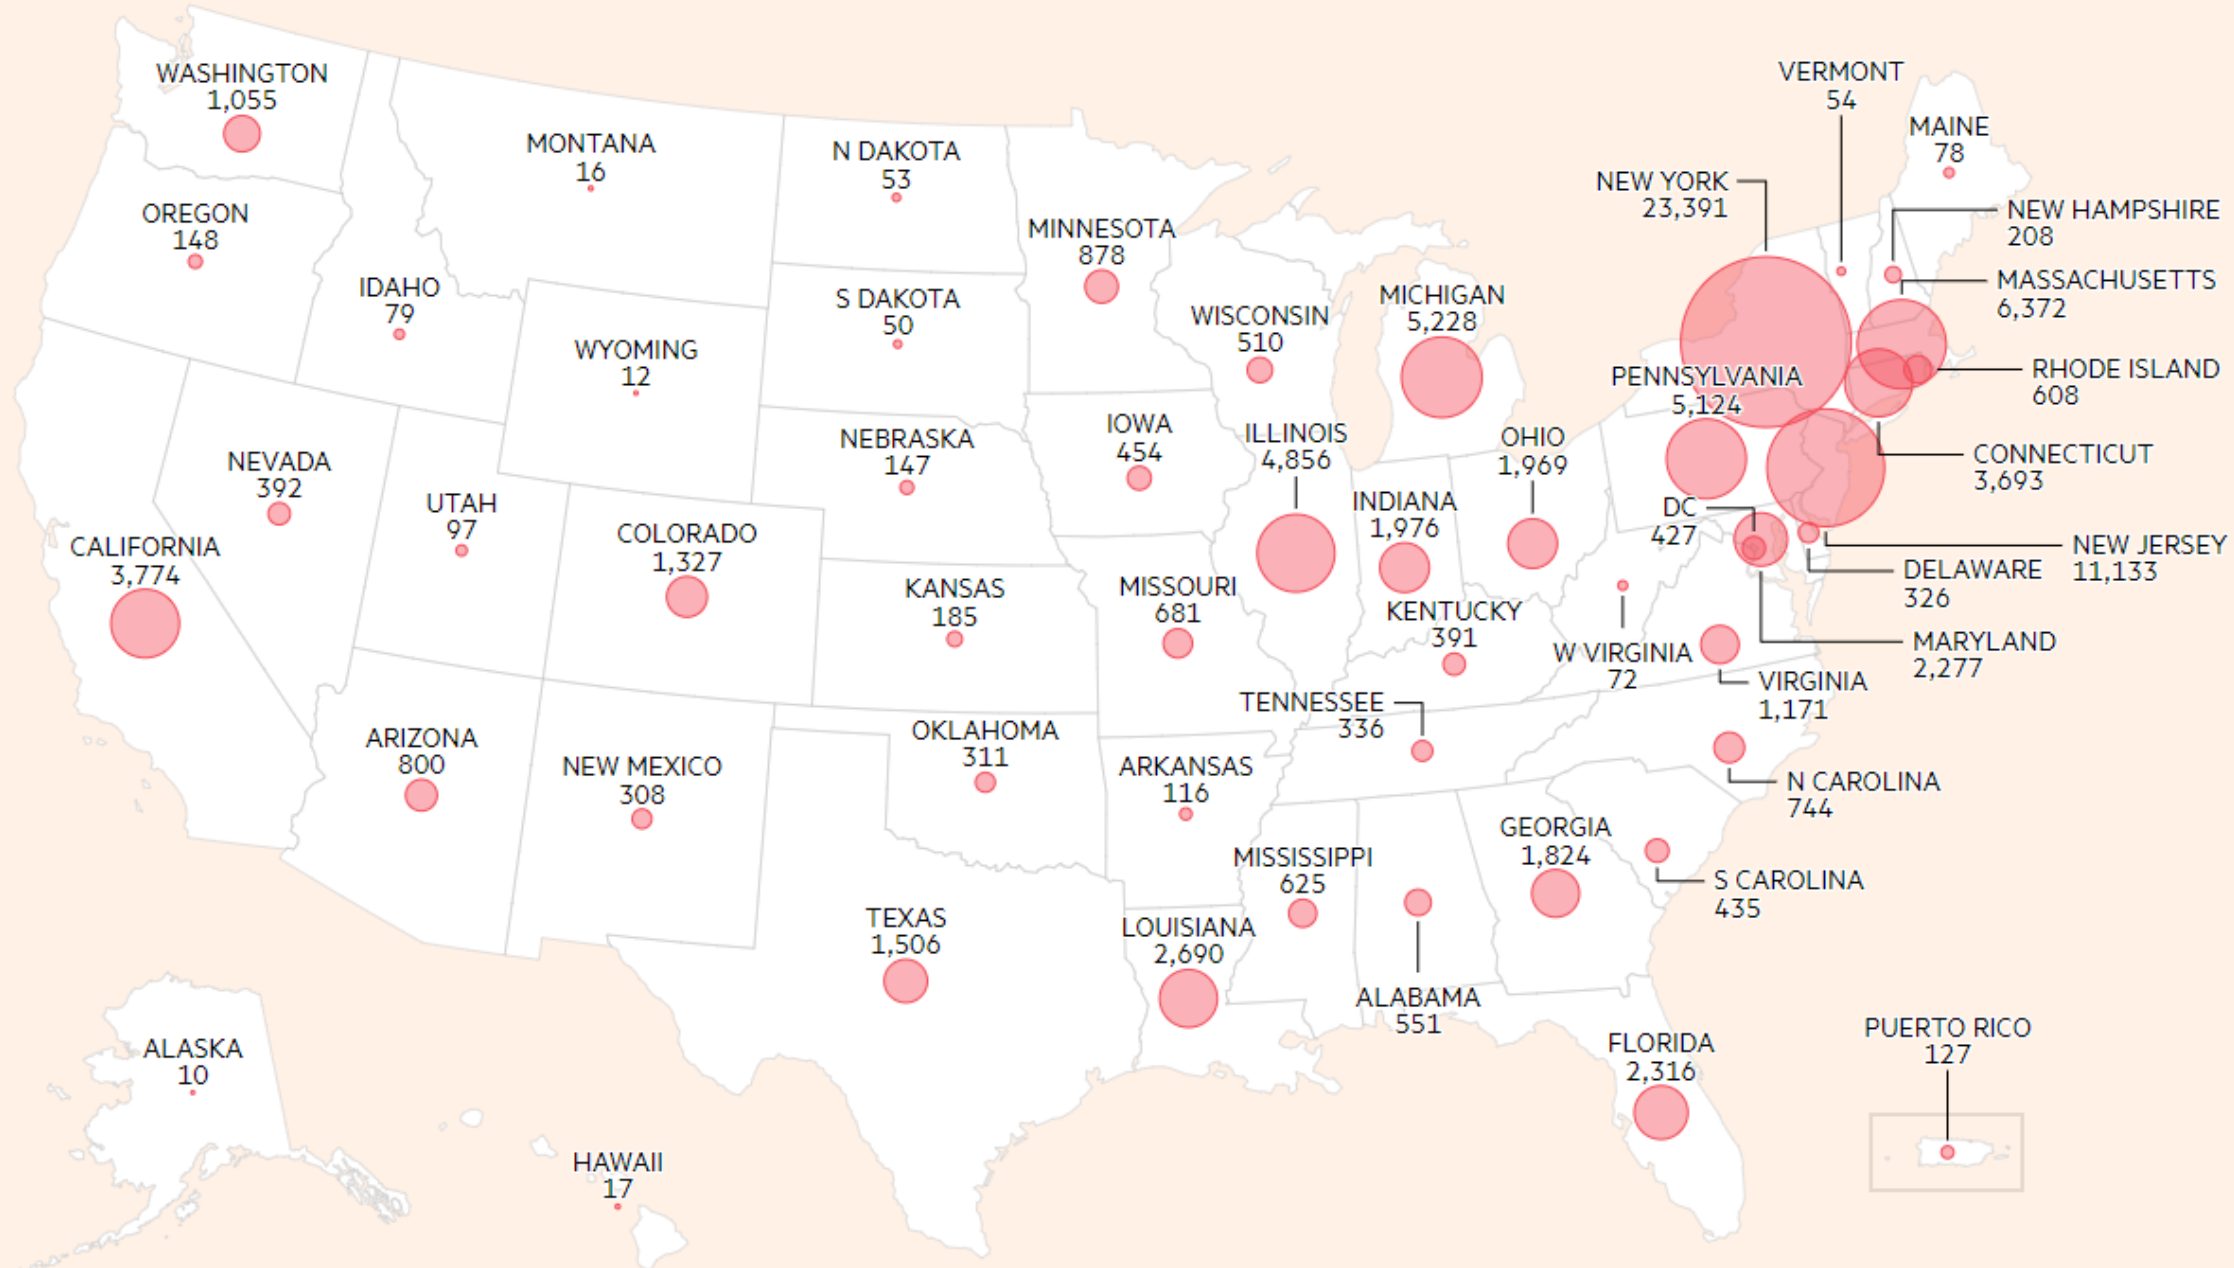 WASHINGTON
1,055
MONTANA
16
N DAKOTA
53
VERMONT
54
MAINE
78
NEW YORK
23,391
NEW HAMPSHIRE
208
OREGON
148
MINNESOTA
878
MASSACHUSETTS
6,372
IDAHO
79
S DAKOTA
50
WISCONSIN
510
MICHIGAN
5,228
WYOMING
12
PENNSYLVANIA
5,124
RHODE ISLAND
608
NEVADA
392
UTAH
97
NEBRASKA
147
IOWA
454
ILLINOIS
4,856
OHIO
1,969
CONNECTICUT
3,693
CALIFORNIA
3,774
COLORADO
1,327
INDIANA
1,976
DC
427
NEW JERSEY
11,133
DELAWARE
326
KANSAS
185
MISSOURI
681
KENTUCKY
391
W VIRGINIA
72
MARYLAND
2,277
VIRGINIA
1,171
TENNESSEE
336
ARIZONA
800
NEW MEXICO
308
OKLAHOMA
311
ARKANSAS
116
N CAROLINA
744
GEORGIA
1,824
MISSISSIPPI
625
S CAROLINA
435
TEXAS
1,506
LOUISIANA
2,690
ALABAMA
551
FLORIDA
2,316
PUERTO RICO
127
ALASKA
10
HAWAII
17